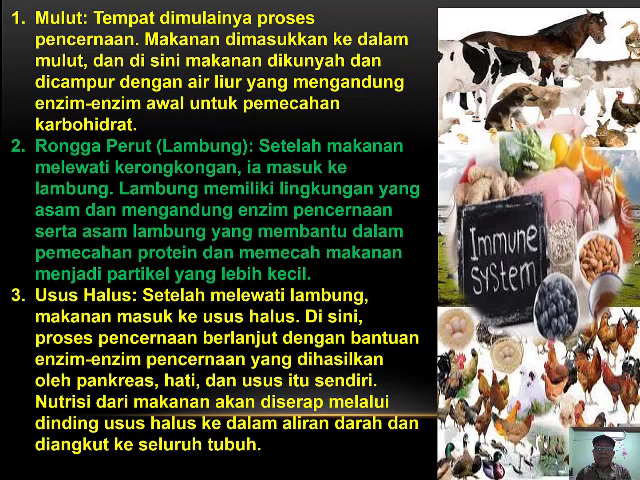 1. Mulut: Tempat dimulainya proses
pencernaan. Makanan dimasukkan ke dalam
mulut, dan di sini makanan dikunyah dan
dicampur dengan air liur yang mengandung
enzim-enzim awal untuk pemecahan
karbohidrat.
2. Rongga Perut (Lambung): Setelah makanan
melewati kerongkongan, ia masuk ke
lambung. Lambung memiliki lingkungan yang
asam dan mengandung enzim pencernaan
serta asam lambung yang membantu dalam
pemecahan protein dan memecah makanan
menjadi partikel yang lebih kecil.
3. Usus Halus: Setelah melewati lambung,
makanan masuk ke usus halus. Di sini,
proses pencernaan berlanjut dengan bantuan
enzim-enzim pencernaan yang dihasilkan
oleh pankreas, hati, dan usus itu sendiri.
Nutrisi dari makanan akan diserap melalui
dinding usus halus ke dalam aliran darah dan
diangkut ke seluruh tubuh.
Immune
System